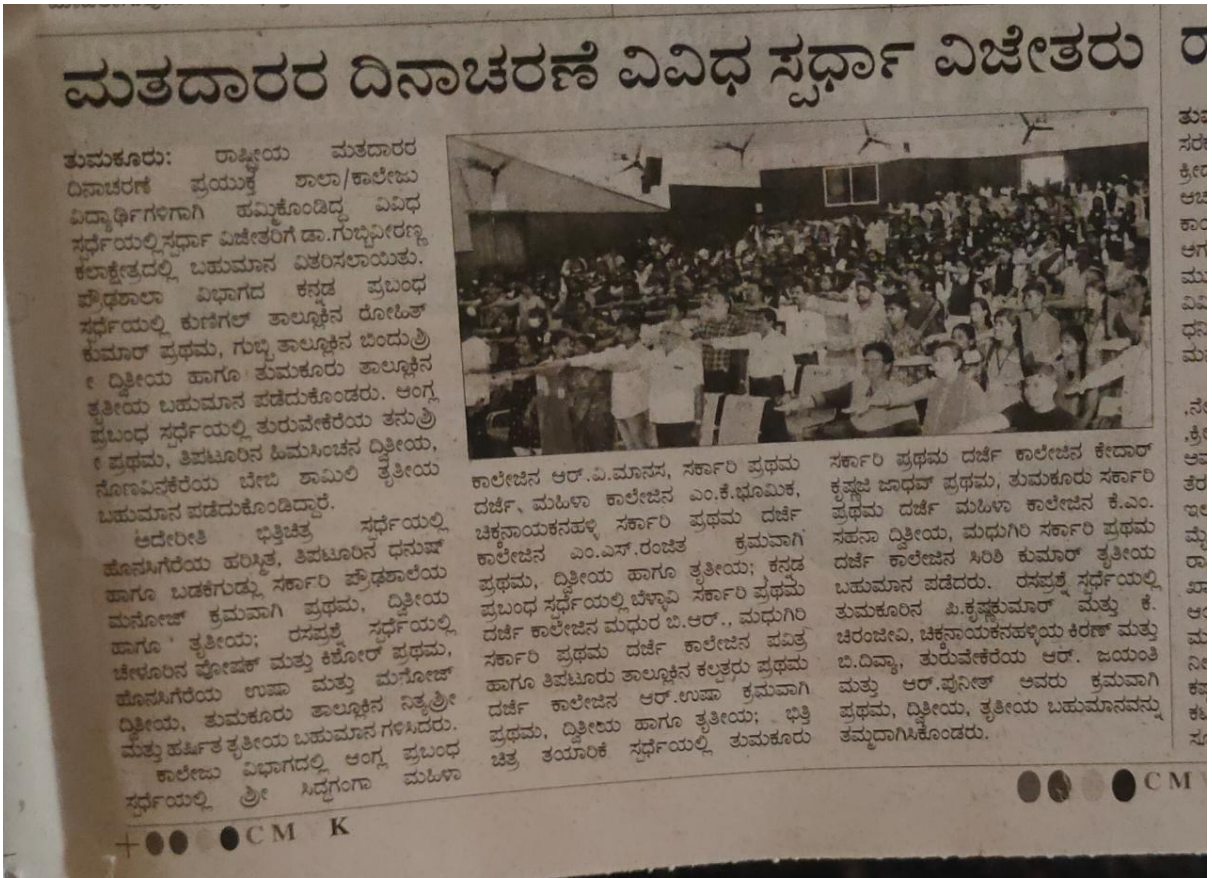 ಮತದಾರರ ದಿನಾಚರಣೆ ವಿವಿಧ ಸ್ಪರ್ಧಾ ವಿಜೇತರು
ತುಮಕೂರು: ರಾಷ್ಟ್ರೀಯ ಮತದಾರರ
ದಿನಾಚರಣೆ ಪ್ರಯುಕ್ತ ಶಾಲಾ/ಕಾಲೇಜು
ವಿದ್ಯಾರ್ಥಿಗಳಿಗಾಗಿ ಹಮ್ಮಿಕೊಂಡಿದ್ದ ವಿವಿಧ
ಸ್ಪರ್ಧೆಯಲ್ಲಿ ಸ್ಪರ್ಧಾ ವಿಜೇತರಿಗೆ ಡಾ.ಗುಬ್ಬಿವೀರಣ್ಣ
ಕಲಾಕ್ಷೇತ್ರದಲ್ಲಿ ಬಹುಮಾನ ವಿತರಿಸಲಾಯಿತು.
ಪ್ರೌಢಶಾಲಾ ವಿಭಾಗದ ಕನ್ನಡ ಪ್ರಬಂಧ
ಸ್ಪರ್ಧೆಯಲ್ಲಿ ಕುಣಿಗಲ್ ತಾಲ್ಲೂಕಿನ ರೋಹಿತ್
ಕುಮಾರ್ ಪ್ರಥಮ, ಗುಬ್ಬಿ ತಾಲ್ಲೂಕಿನ ಬಿಂದುಶ್ರಿ
ೀ ದ್ವಿತೀಯ ಹಾಗೂ ತುಮಕೂರು ತಾಲ್ಲೂಕಿನ
ತೃತೀಯ ಬಹುಮಾನ ಪಡೆದುಕೊಂಡರು. ಆಂಗ್ಲ
ಪ್ರಬಂಧ ಸ್ಪರ್ಧೆಯಲ್ಲಿ ತುರುವೇಕೆರೆಯ ತನುಶ್ರಿ
ೀ ಪ್ರಥಮ, ತಿಪಟೂರಿನ ಹಿಮಸಿಂಚನ ದ್ವಿತೀಯ,
ನೊಣವಿನಕೆರೆಯ ಬೇಬಿ ಶಾಮಿಲಿ ತೃತೀಯ
ಬಹುಮಾನ ಪಡೆದುಕೊಂಡಿದ್ದಾರೆ.
ಅದೇರೀತಿ ಭಿತ್ತಿಚಿತ್ರ ಸ್ಪರ್ಧೆಯಲ್ಲಿ
ಹೊನಸಿಗೆರೆಯ ಹರಿಸ್ಮಿತ, ತಿಪಟೂರಿನ ಧನುಷ್
ಹಾಗೂ ಬಡಕೆಗುಡ್ಲು ಸರ್ಕಾರಿ ಪ್ರೌಢಶಾಲೆಯ
ಮನೋಜ್ ಕ್ರಮವಾಗಿ ಪ್ರಥಮ, ದ್ವಿತೀಯ
ಹಾಗೂ ತೃತೀಯ; ರಸಪ್ರಶ್ನೆ ಸ್ಪರ್ಧೆಯಲ್ಲಿ
ಚೇಳೂರಿನ ಪೋಷಕ್ ಮತ್ತು ಕಿಶೋರ್ ಪ್ರಥಮ,
ಹೊನಸಿಗೆರೆಯ ಉಷಾ ಮತ್ತು ಮನೋಜ್
ದ್ವಿತೀಯ, ತುಮಕೂರು ತಾಲ್ಲೂಕಿನ ನಿತ್ಯಶ್ರೀ
ಮತ್ತು ಹರ್ಷಿತ ತೃತೀಯ ಬಹುಮಾನ ಗಳಿಸಿದರು.
ಕಾಲೇಜು ವಿಭಾಗದಲ್ಲಿ ಆಂಗ್ಲ ಪ್ರಬಂಧ
ಸ್ಪರ್ಧೆಯಲ್ಲಿ ಶ್ರೀ ಸಿದ್ಧಗಂಗಾ ಮಹಿಳಾ
ಕಾಲೇಜಿನ ಆರ್.ವಿ.ಮಾನಸ, ಸರ್ಕಾರಿ ಪ್ರಥಮ
ದರ್ಜೆ, ಮಹಿಳಾ ಕಾಲೇಜಿನ ಎಂ.ಕೆ.ಭೂಮಿಕ,
ಚಿಕ್ಕನಾಯಕನಹಳ್ಳಿ ಸರ್ಕಾರಿ ಪ್ರಥಮ ದರ್ಜೆ
ಕಾಲೇಜಿನ ಎಂ.ಎಸ್.ರಂಜಿತ ಕ್ರಮವಾಗಿ
ಪ್ರಥಮ, ದ್ವಿತೀಯ ಹಾಗೂ ತೃತೀಯ; ಕನ್ನಡ
ಪ್ರಬಂಧ ಸ್ಪರ್ಧೆಯಲ್ಲಿ ಬೆಳ್ಳಾವಿ ಸರ್ಕಾರಿ ಪ್ರಥಮ
ದರ್ಜೆ ಕಾಲೇಜಿನ ಮಧುರ ಬಿ.ಆರ್., ಮಧುಗಿರಿ
ಸರ್ಕಾರಿ ಪ್ರಥಮ ದರ್ಜೆ ಕಾಲೇಜಿನ ಪವಿತ್ರ
ಹಾಗೂ ತಿಪಟೂರು ತಾಲ್ಲೂಕಿನ ಕಲ್ಪತರು ಪ್ರಥಮ
ದರ್ಜೆ ಕಾಲೇಜಿನ ಆರ್.ಉಷಾ ಕ್ರಮವಾಗಿ
ಪ್ರಥಮ, ದ್ವಿತೀಯ ಹಾಗೂ ತೃತೀಯ; ಭಿತ್ತಿ
ಚಿತ್ರ ತಯಾರಿಕೆ ಸ್ಪರ್ಧೆಯಲ್ಲಿ ತುಮಕೂರು
ಸರ್ಕಾರಿ ಪ್ರಥಮ ದರ್ಜೆ ಕಾಲೇಜಿನ ಕೇದಾರ್
ಕೃಷ್ಣಜಿ ಜಾಧವ್ ಪ್ರಥಮ, ತುಮಕೂರು ಸರ್ಕಾರಿ
ಪ್ರಥಮ ದರ್ಜೆ ಮಹಿಳಾ ಕಾಲೇಜಿನ ಕೆ.ಎಂ.
ಸಹನಾ ದ್ವಿತೀಯ, ಮಧುಗಿರಿ ಸರ್ಕಾರಿ ಪ್ರಥಮ
ದರ್ಜೆ ಕಾಲೇಜಿನ ಸಿರಿಶಿ ಕುಮಾರ್ ತೃತೀಯ
ಬಹುಮಾನ ಪಡೆದರು. ರಸಪ್ರಶ್ನೆ ಸ್ಪರ್ಧೆಯಲ್ಲಿ
ತುಮಕೂರಿನ ಪಿ.ಕೃಷ್ಣಕುಮಾರ್ ಮತ್ತು ಕೆ.
ಚಿರಂಜೀವಿ, ಚಿಕ್ಕನಾಯಕನಹಳ್ಳಿಯ ಕಿರಣ್ ಮತ್ತು
ಬಿ.ದಿವ್ಯಾ, ತುರುವೇಕೆರೆಯ ಆರ್. ಜಯಂತಿ
ಮತ್ತು ಆರ್.ಪುನೀತ್ ಅವರು ಕ್ರಮವಾಗಿ
ಪ್ರಥಮ, ದ್ವಿತೀಯ, ತೃತೀಯ ಬಹುಮಾನವನ್ನು
ತಮ್ಮದಾಗಿಸಿಕೊಂಡರು.
C M K
C M